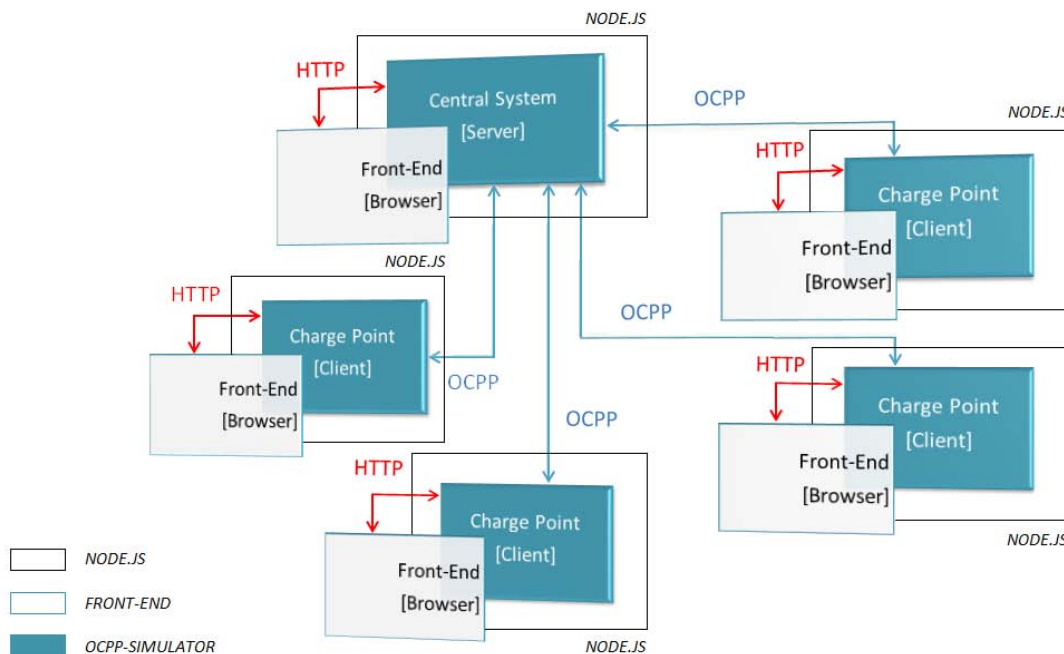 NODE.JS
HTTP
Central System
[Server]
Front-End
[Browser]
OCPP
NODE.JS
HTTP
Charge Point
[Client]
Front-End
[Browser]
NODE.JS
HTTP
Charge Point
[Client]
Front-End
[Browser]
OCPP
OCPP
HTTP
Charge Point
[Client]
Front-End
[Browser]
NODE.JS
OCPP
HTTP
Charge Point
[Client]
Front-End
[Browser]
NODE.JS
NODE.JS
FRONT-END
OCPP-SIMULATOR